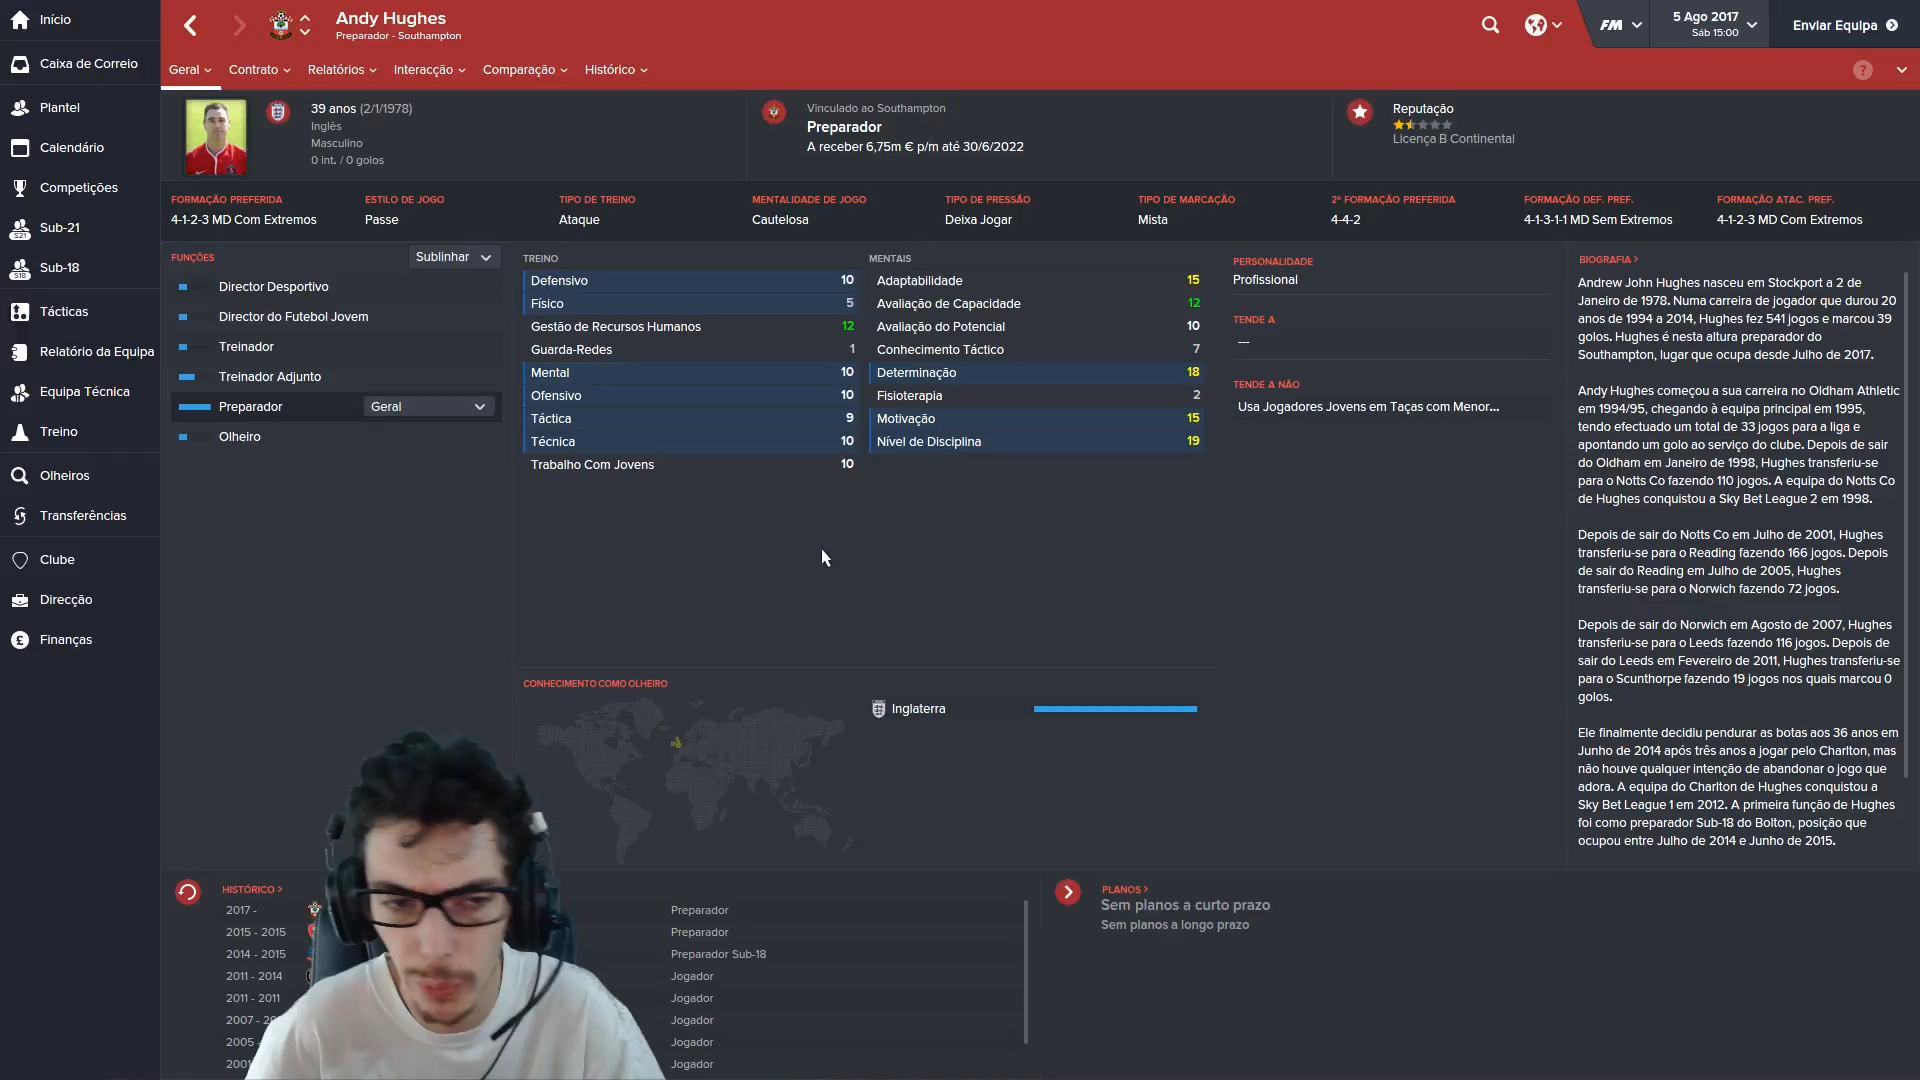 Início
Caixa de Correio
Plantel
Calendário
Competições
Sub-21
Sub-18
Tácticas
Relatório da Equipa
Equipa Técnica
Treino
Olheiros
Transferências
Clube
Direcção
Finanças
Andy Hughes
Preparador - Southampton
FM
5 Ago 2017
Sáb 15:00
Enviar Equipa
Geral
Contrato
Relatórios
Interacção
Comparação
Histórico
?
39 anos (2/1/1978)
Inglês
Masculino
0 int. / 0 golos
Vinculado ao Southampton
Preparador
A receber 6,75m € p/m até 30/6/2022
Reputação
Licença B Continental
FORMAÇÃO PREFERIDA
4-1-2-3 MD Com Extremos
ESTILO DE JOGO
Passe
TIPO DE TREINO
Ataque
MENTALIDADE DE JOGO
Cautelosa
TIPO DE PRESSÃO
Deixa Jogar
TIPO DE MARCAÇÃO
Mista
2ª FORMAÇÃO PREFERIDA
4-4-2
FORMAÇÃO DEF. PREF.
4-1-3-1-1 MD Sem Extremos
FORMAÇÃO ATAC. PREF.
4-1-2-3 MD Com Extremos
FUNÇÕES
Sublinhar
Director Desportivo
Director do Futebol Jovem
Treinador
Treinador Adjunto
Preparador Geral
Olheiro
TREINO
Defensivo 10
Físico 5
Gestão de Recursos Humanos 12
Guarda-Redes 1
Mental 10
Ofensivo 10
Táctica 9
Técnica 10
Trabalho Com Jovens 10
MENTAIS
Adaptabilidade 15
Avaliação de Capacidade 12
Avaliação do Potencial 10
Conhecimento Táctico 7
Determinação 18
Fisioterapia 2
Motivação 15
Nível de Disciplina 19
PERSONALIDADE
Profissional
TENDE A
---
TENDE A NÃO
Usa Jogadores Jovens em Taças com Menor...
BIOGRAFIA >
Andrew John Hughes nasceu em Stockport a 2 de
Janeiro de 1978. Numa carreira de jogador que durou 20
anos de 1994 a 2014, Hughes fez 541 jogos e marcou 39
golos. Hughes é nesta altura preparador do
Southampton, lugar que ocupa desde Julho de 2017.
Andy Hughes começou a sua carreira no Oldham Athletic
em 1994/95, chegando à equipa principal em 1995,
tendo efectuado um total de 33 jogos para a liga e
apontando um golo ao serviço do clube. Depois de sair
do Oldham em Janeiro de 1998, Hughes transferiu-se
para o Notts Co fazendo 110 jogos. A equipa do Notts Co
de Hughes conquistou a Sky Bet League 2 em 1998.
Depois de sair do Notts Co em Julho de 2001, Hughes
transferiu-se para o Reading fazendo 166 jogos. Depois
de sair do Reading em Julho de 2005, Hughes
transferiu-se para o Norwich fazendo 72 jogos.
Depois de sair do Norwich em Agosto de 2007, Hughes
transferiu-se para o Leeds fazendo 116 jogos. Depois de
sair do Leeds em Fevereiro de 2011, Hughes transferiu-se
para o Scunthorpe fazendo 19 jogos nos quais marcou 0
golos.
Ele finalmente decidiu pendurar as botas aos 36 anos em
Junho de 2014 após três anos a jogar pelo Charlton, mas
não houve qualquer intenção de abandonar o jogo que
adora. A equipa do Charlton de Hughes conquistou a
Sky Bet League 1 em 2012. A primeira função de Hughes
foi como preparador Sub-18 do Bolton, posição que
ocupou entre Julho de 2014 e Junho de 2015.
CONHECIMENTO COMO OLHEIRO
Inglaterra
HISTÓRICO >
2017 - Preparador
2015 - 2015 Preparador
2014 - 2015 Preparador Sub-18
2011 - 2014 Jogador
2011 - 2011 Jogador
2007 - Jogador
2005 - Jogador
2001 Jogador
PLANOS >
Sem planos a curto prazo
Sem planos a longo prazo